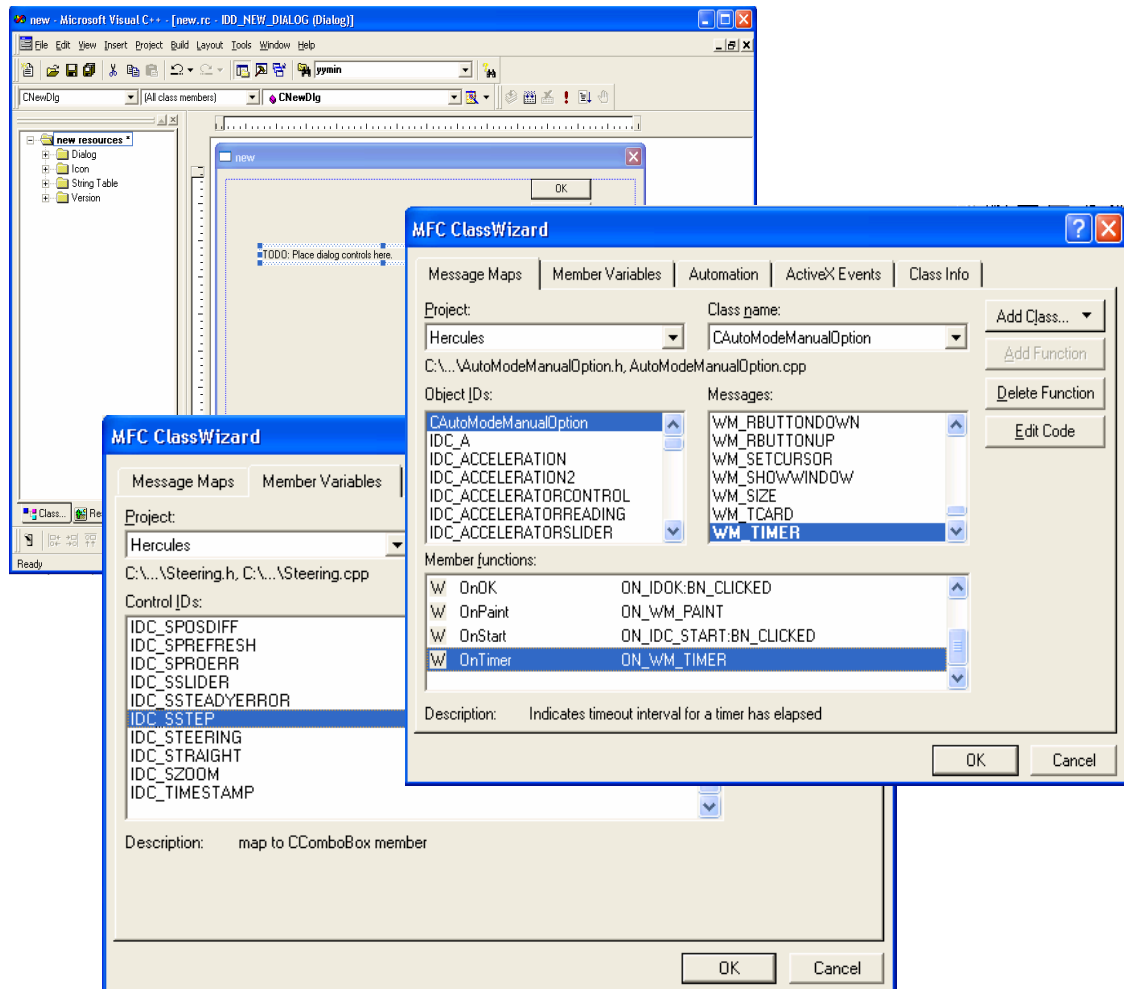 new - Microsoft Visual C++ - [new.rc - IDD_NEW_DIALOG (Dialog)]
File Edit View Insert Project Build Layout Tools Window Help
yymin
CNewDlg (All class members) CNewDlg
new resources *
Dialog
Icon
String Table
Version
new
OK
TODO: Place dialog controls here.
Class...
Ready
MFC ClassWizard
Message Maps Member Variables
Project:
Hercules
C:\...\Steering.h, C:\...\Steering.cpp
Control IDs:
IDC_SPOSDIFF
IDC_SPREFRESH
IDC_SPROERR
IDC_SSLIDER
IDC_SSTEADYERROR
IDC_SSTEP
IDC_STEERING
IDC_STRAIGHT
IDC_SZOOM
IDC_TIMESTAMP
Description: map to CComboBox member
OK Cancel
MFC ClassWizard
Message Maps Member Variables Automation ActiveX Events Class Info
Project: Class name:
Hercules CAutoModeManualOption
Add Class...
C:\...\AutoModeManualOption.h, AutoModeManualOption.cpp
Add Function
Object IDs: Messages:
Delete Function
Edit Code
CAutoModeManualOption
IDC_A
IDC_ACCELERATION
IDC_ACCELERATION2
IDC_ACCELERATORCONTROL
IDC_ACCELERATORREADING
IDC_ACCELERATORSLIDER
WM_RBUTTONDOWN
WM_RBUTTONUP
WM_SETCURSOR
WM_SHOWWINDOW
WM_SIZE
WM_TCARD
WM_TIMER
Member functions:
W OnOK ON_IDOK:BN_CLICKED
W OnPaint ON_WM_PAINT
W OnStart ON_IDC_START:BN_CLICKED
W OnTimer ON_WM_TIMER
Description: Indicates timeout interval for a timer has elapsed
OK Cancel